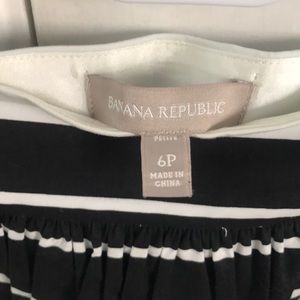 BANANA REPUBLIC
PETITE
6P
MADE IN
CHINA